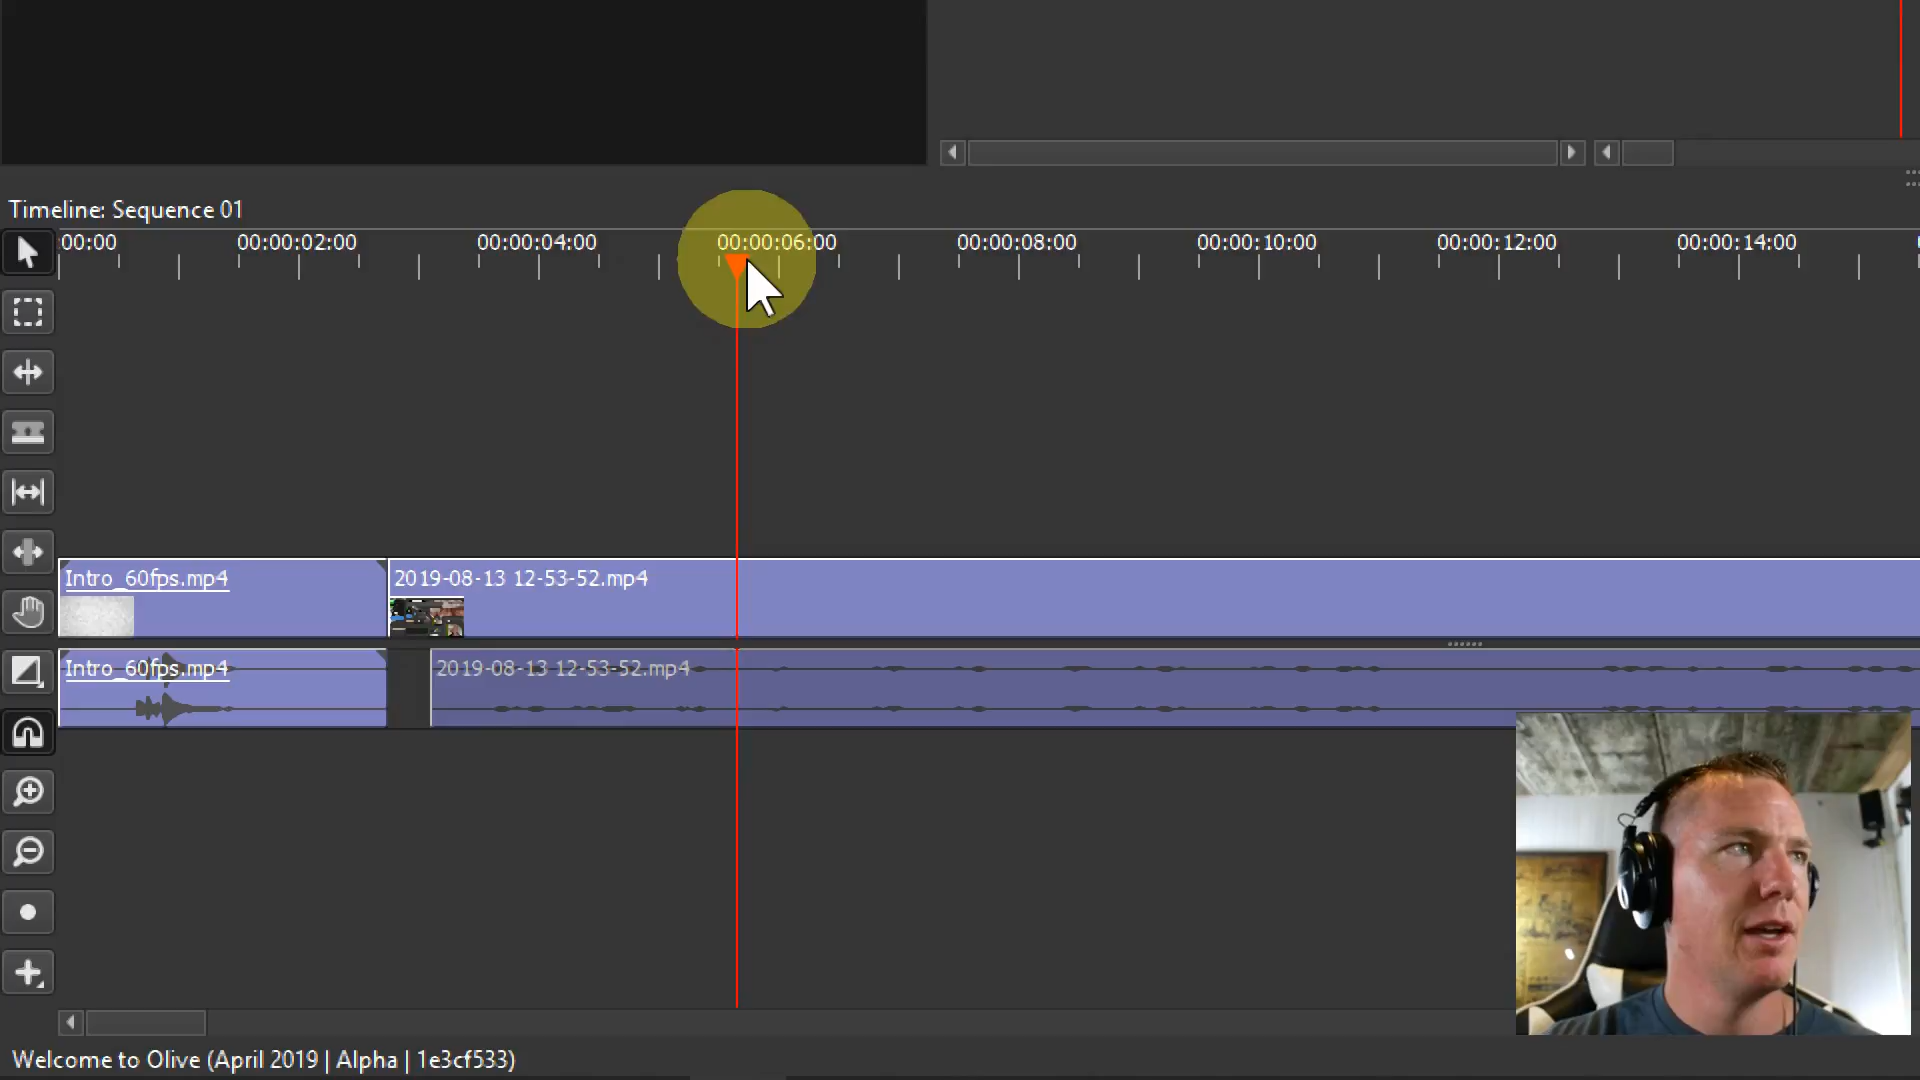 Timeline: Sequence 01
:00:00 00:00:02:00 00:00:04:00 00:00:06:00 00:00:08:00 00:00:10:00 00:00:12:00 00:00:14:00
Intro_60fps.mp4 2019-08-13 12-53-52.mp4
Intro_60fps.mp4 2019-08-13 12-53-52.mp4
Welcome to Olive (April 2019 | Alpha | 1e3cf533)